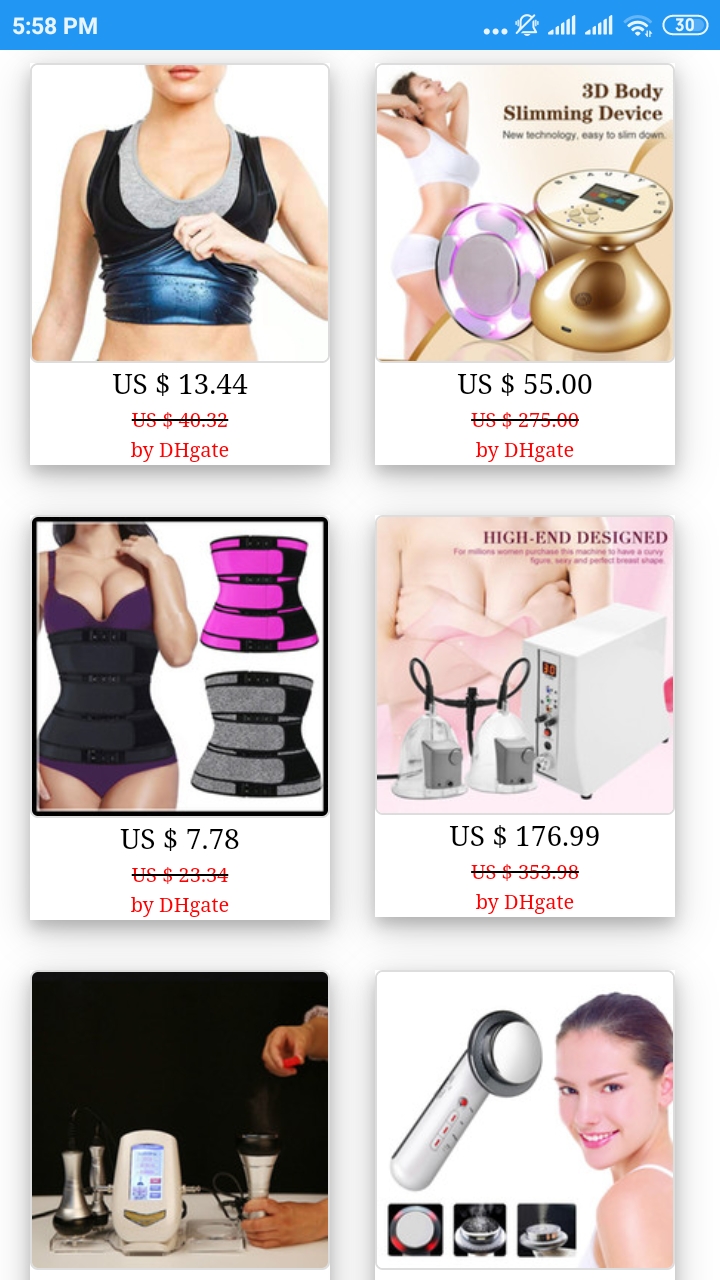 5:58 PM
30
3D Body
Slimming Device
New technology, easy to slim down.
BEAUTYPLUS
US $ 13.44
US $ 40.32
by DHgate
US $ 55.00
US $ 275.00
by DHgate
HIGH-END DESIGNED
For millions women purchase this machine to have a curvy
figure, sexy and perfect breast shape.
US $ 7.78
US $ 23.34
by DHgate
US $ 176.99
US $ 353.98
by DHgate